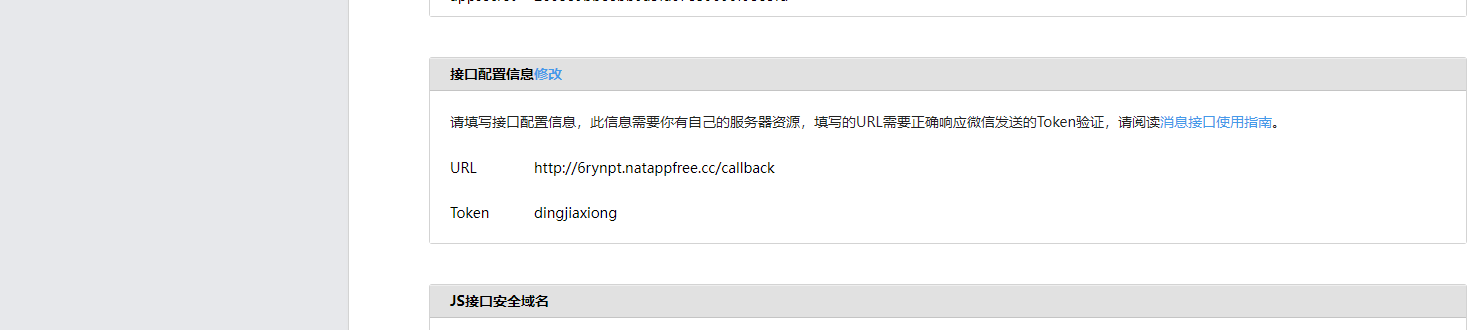 接口配置信息修改
请填写接口配置信息，此信息需要你有自己的服务器资源，填写的URL需要正确响应微信发送的Token验证，请阅读消息接口使用指南。
URL http://6rynpt.natappfree.cc/callback
Token dingjiaxiong
JS接口安全域名